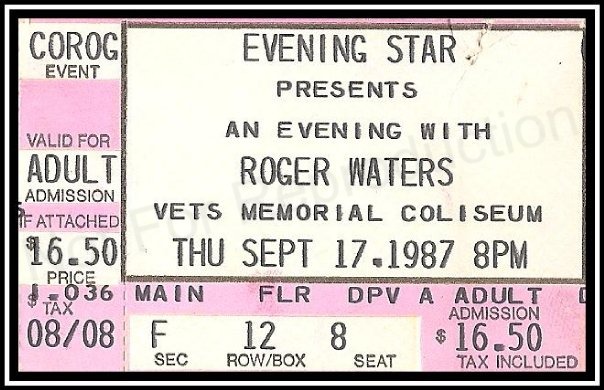 COROG
EVENT
VALID FOR
ADULT
ADMISSION
IF ATTACHED
$16.50
PRICE
$ TAX
08/08
EVENING STAR
PRESENTS
AN EVENING WITH
ROGER WATERS
VETS MEMORIAL COLISEUM
THU SEPT 17.1987 8PM
MAIN FLR DPV A ADULT
ADMISSION
F 12 8 $16.50
SEC ROW/BOX SEAT TAX INCLUDED